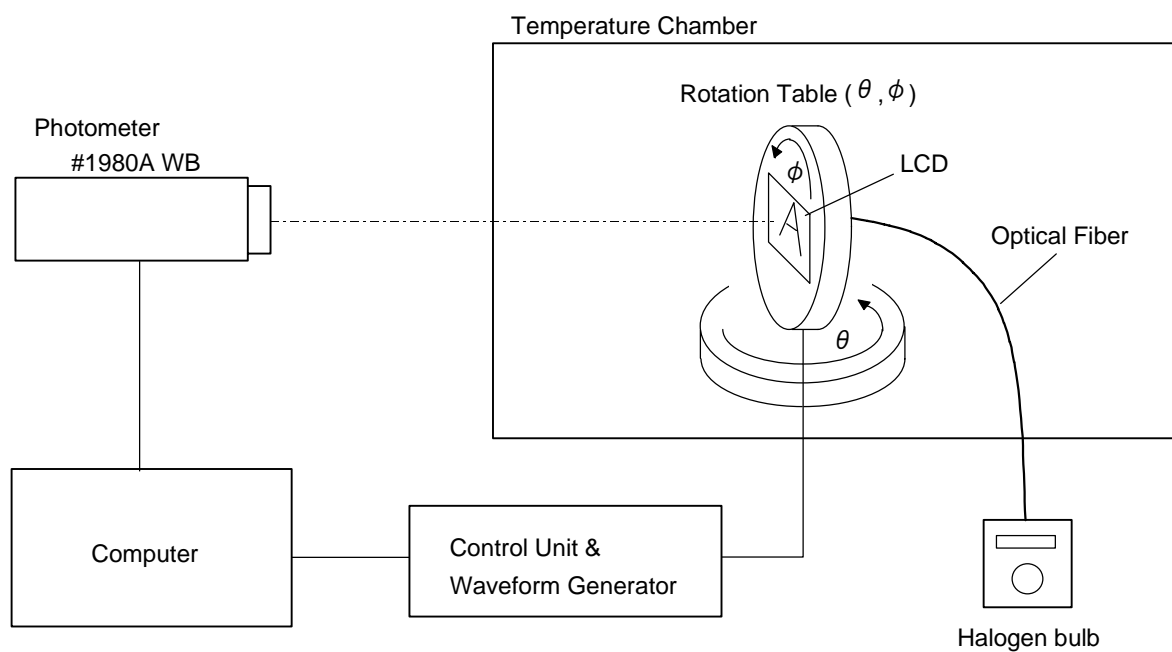 Temperature Chamber
Rotation Table ( θ , ϕ )
Photometer
#1980A WB
ϕ
LCD
A
Optical Fiber
θ
Computer
Control Unit &
Waveform Generator
Halogen bulb